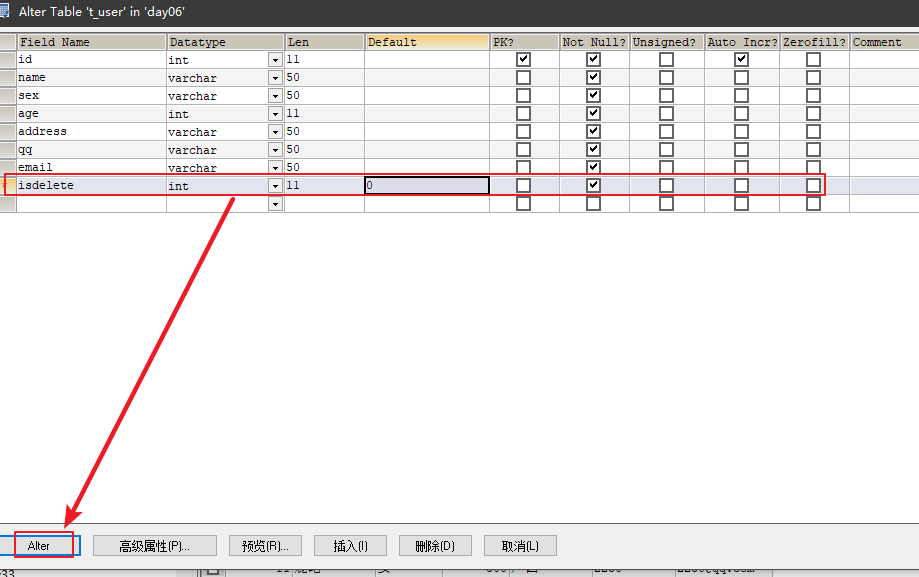 Alter Table 't_user' in 'day06'
Field Name Datatype Len Default PK? Not Null? Unsigned? Auto Incr? Zerofill? Comment
id int 11
name varchar 50
sex varchar 50
age int 11
address varchar 50
qq varchar 50
email varchar 50
isdelete int 11 0
Alter 高级属性(P)... 预览(R)... 插入(I) 删除(D) 取消(L)